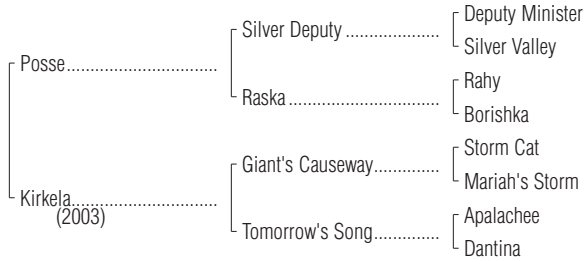 Deputy Minister
Silver Deputy ....................
Silver Valley
Posse................................
Rahy
Raska ................................
Borishka
Storm Cat
Giant's Causeway..............
Mariah's Storm
Kirkela...............................
(2003)
Apalachee
Tomorrow's Song..............
Dantina